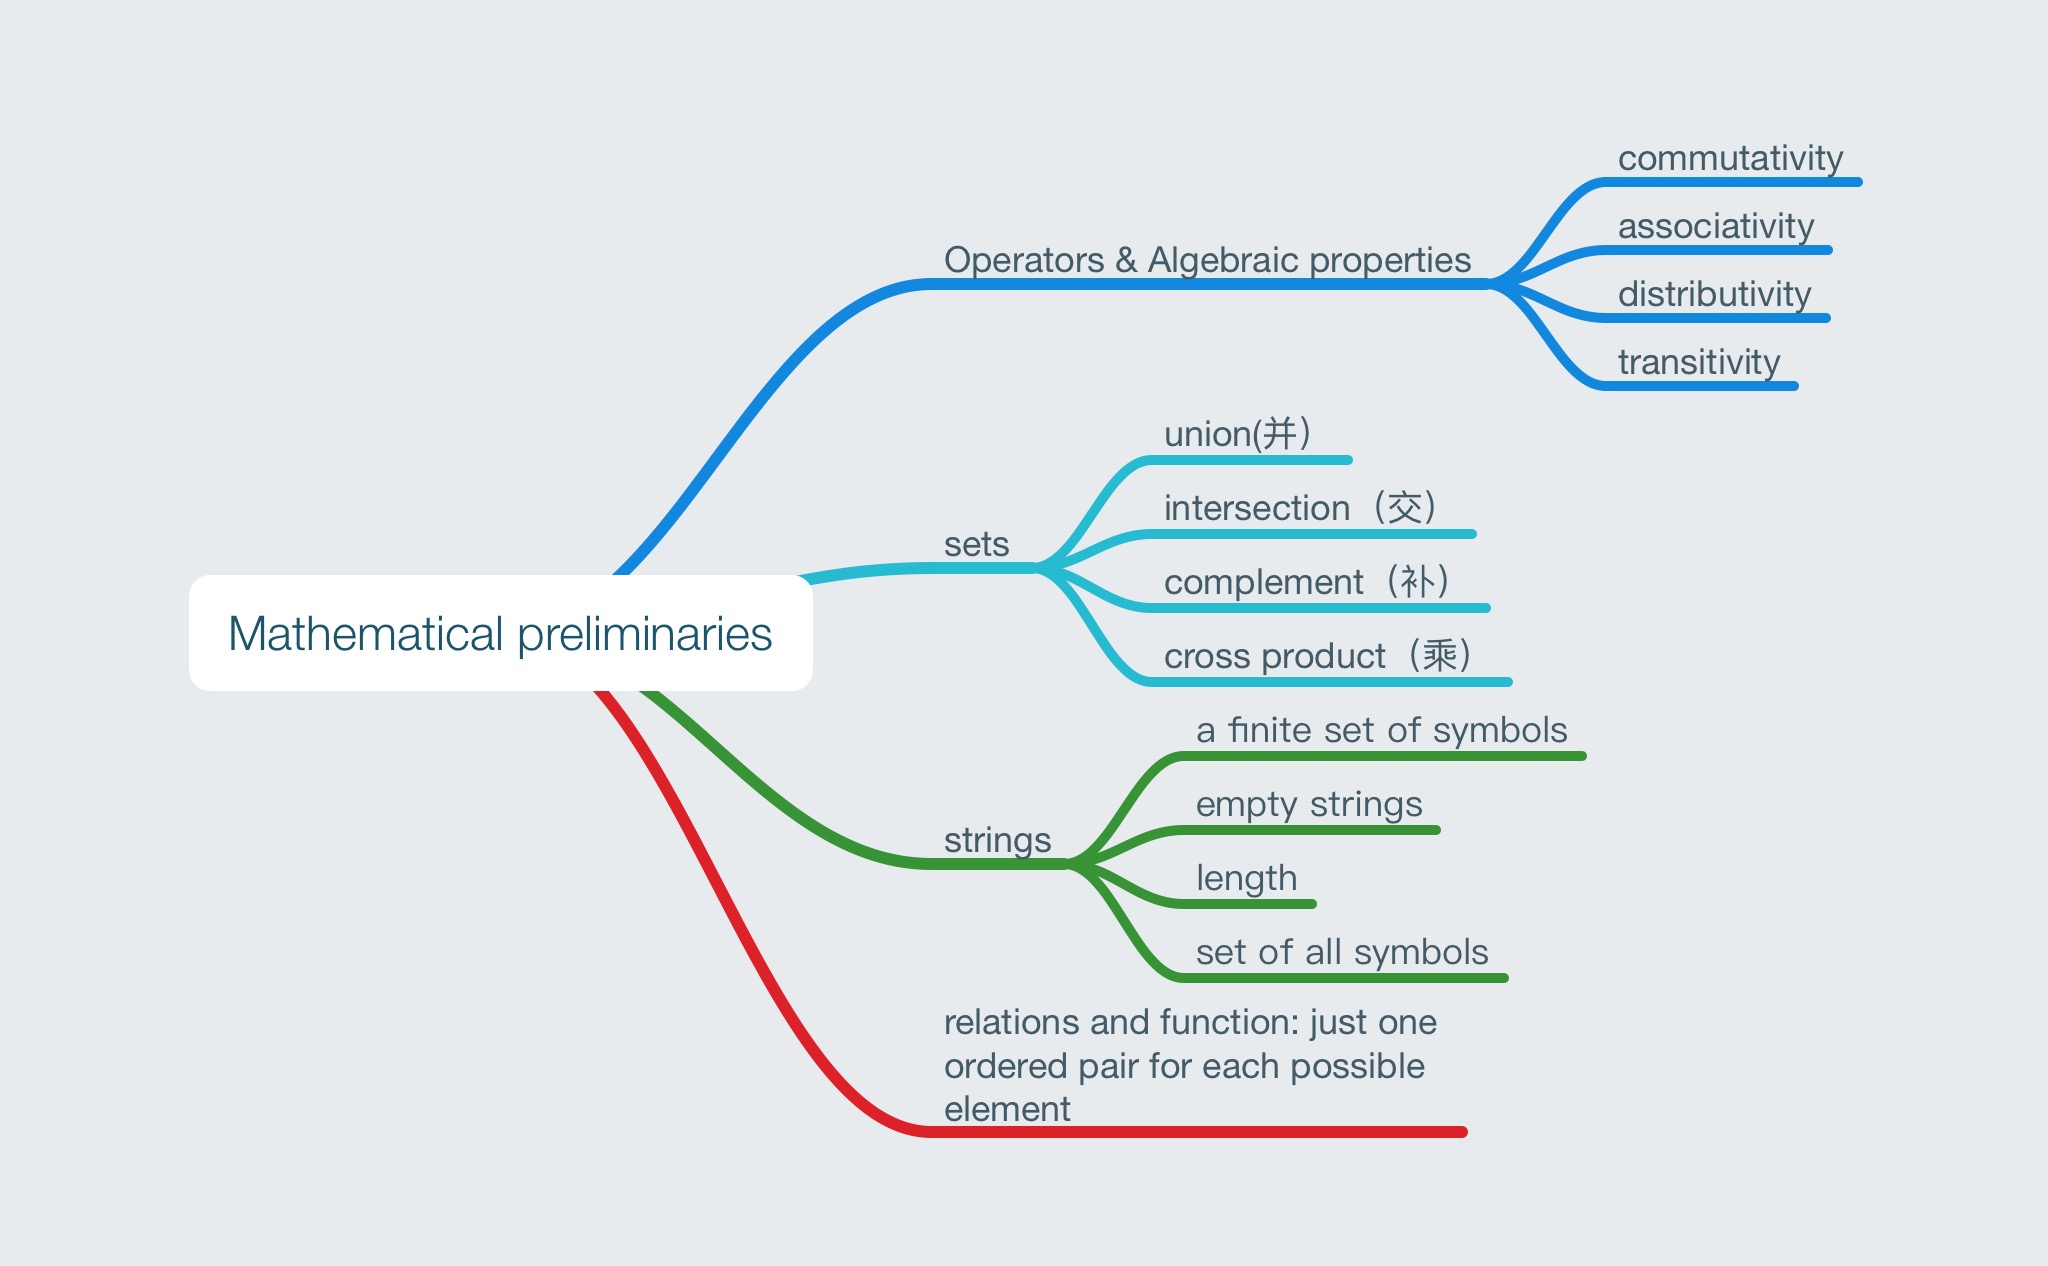 Mathematical preliminaries
Operators & Algebraic properties
commutativity
associativity
distributivity
transitivity
sets
union(并）
intersection（交）
complement（补）
cross product（乘）
strings
a finite set of symbols
empty strings
length
set of all symbols
relations and function: just one
ordered pair for each possible
element